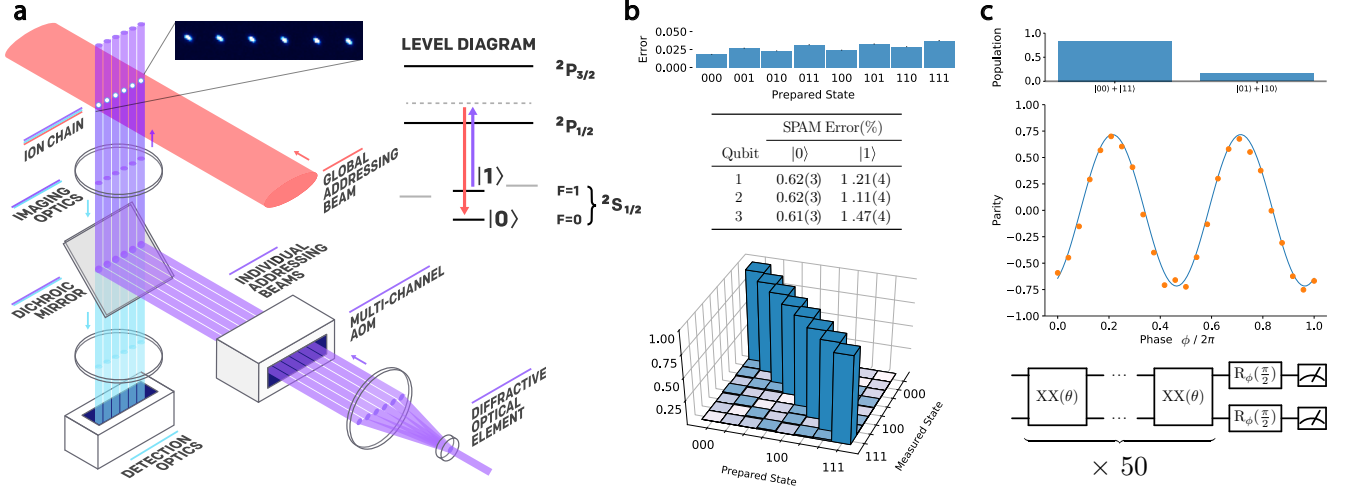 a
LEVEL DIAGRAM
²P₃/₂
²P₁/₂
|1⟩
|0⟩
F=1
F=0
²S₁/₂
ION CHAIN
GLOBAL
ADDRESSING
BEAM
IMAGING
OPTICS
DICHROIC
MIRROR
INDIVIDUAL
ADDRESSING
BEAMS
MULTI-CHANNEL
AOM
DIFFRACTIVE
OPTICAL
ELEMENT
DETECTION
OPTICS
b
Error
0.050
0.025
0.000
000 001 010 011 100 101 110 111
Prepared State
SPAM Error(%)
Qubit |0⟩ |1⟩
1 0.62(3) 1.21(4)
2 0.62(3) 1.11(4)
3 0.61(3) 1.47(4)
1.00
0.75
0.50
0.25
000
100
111
Prepared State
000
100
111
Measured State
c
Population
1.0
0.5
0.0
|00⟩ + |11⟩ |01⟩ + |10⟩
Parity
1.00
0.75
0.50
0.25
0.00
−0.25
−0.50
−0.75
−1.00
0.0 0.2 0.4 0.6 0.8 1.0
Phase ϕ / 2π
XX(θ) ... XX(θ) Rϕ(π/2)
... Rϕ(π/2)
× 50